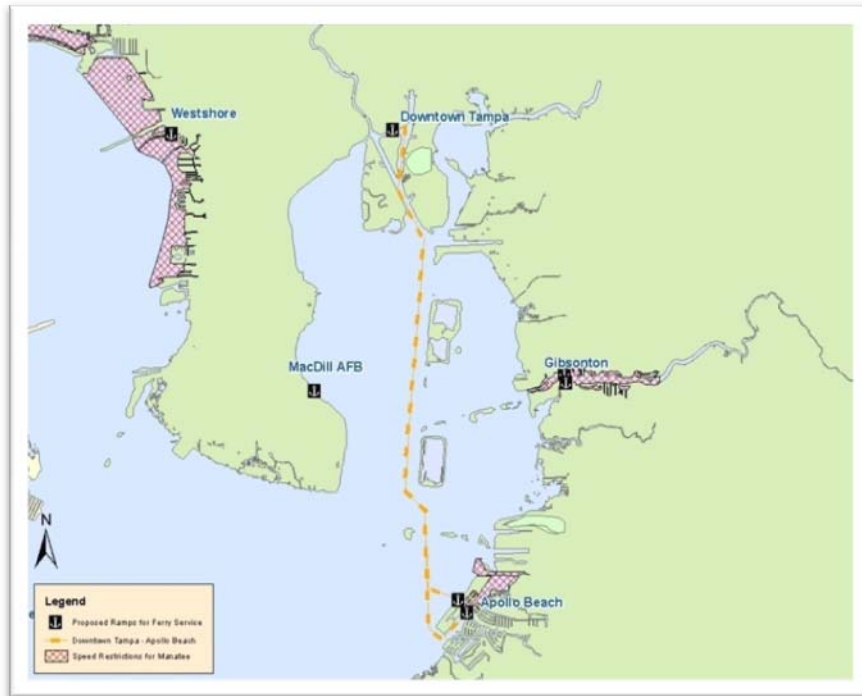 Westshore
Downtown Tampa
MacDill AFB
Gibsonton
N
Apollo Beach
Legend
Proposed Ramps for Ferry Service
Downtown Tampa - Apollo Beach
Speed Restrictions for Manatee